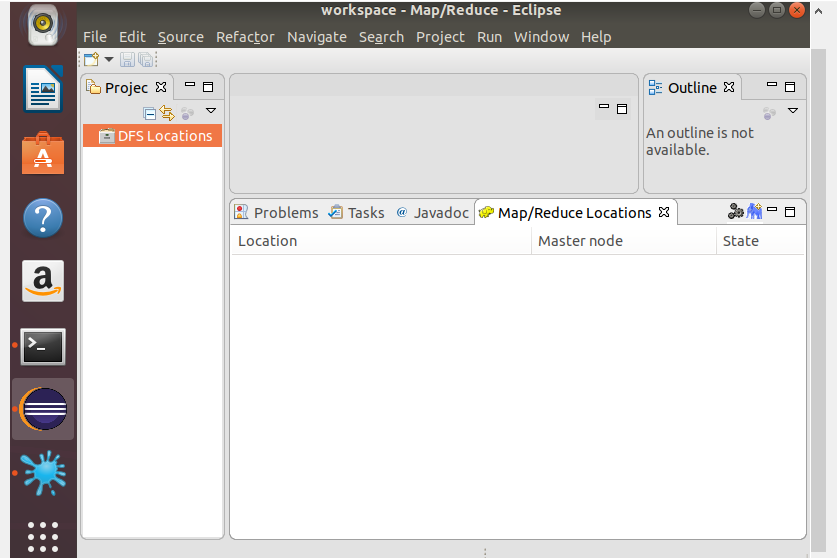 workspace - Map/Reduce - Eclipse
File Edit Source Refactor Navigate Search Project Run Window Help
Projec
DFS Locations
Outline
An outline is not
available.
Problems @ Javadoc Tasks Map/Reduce Locations
Location Master node State